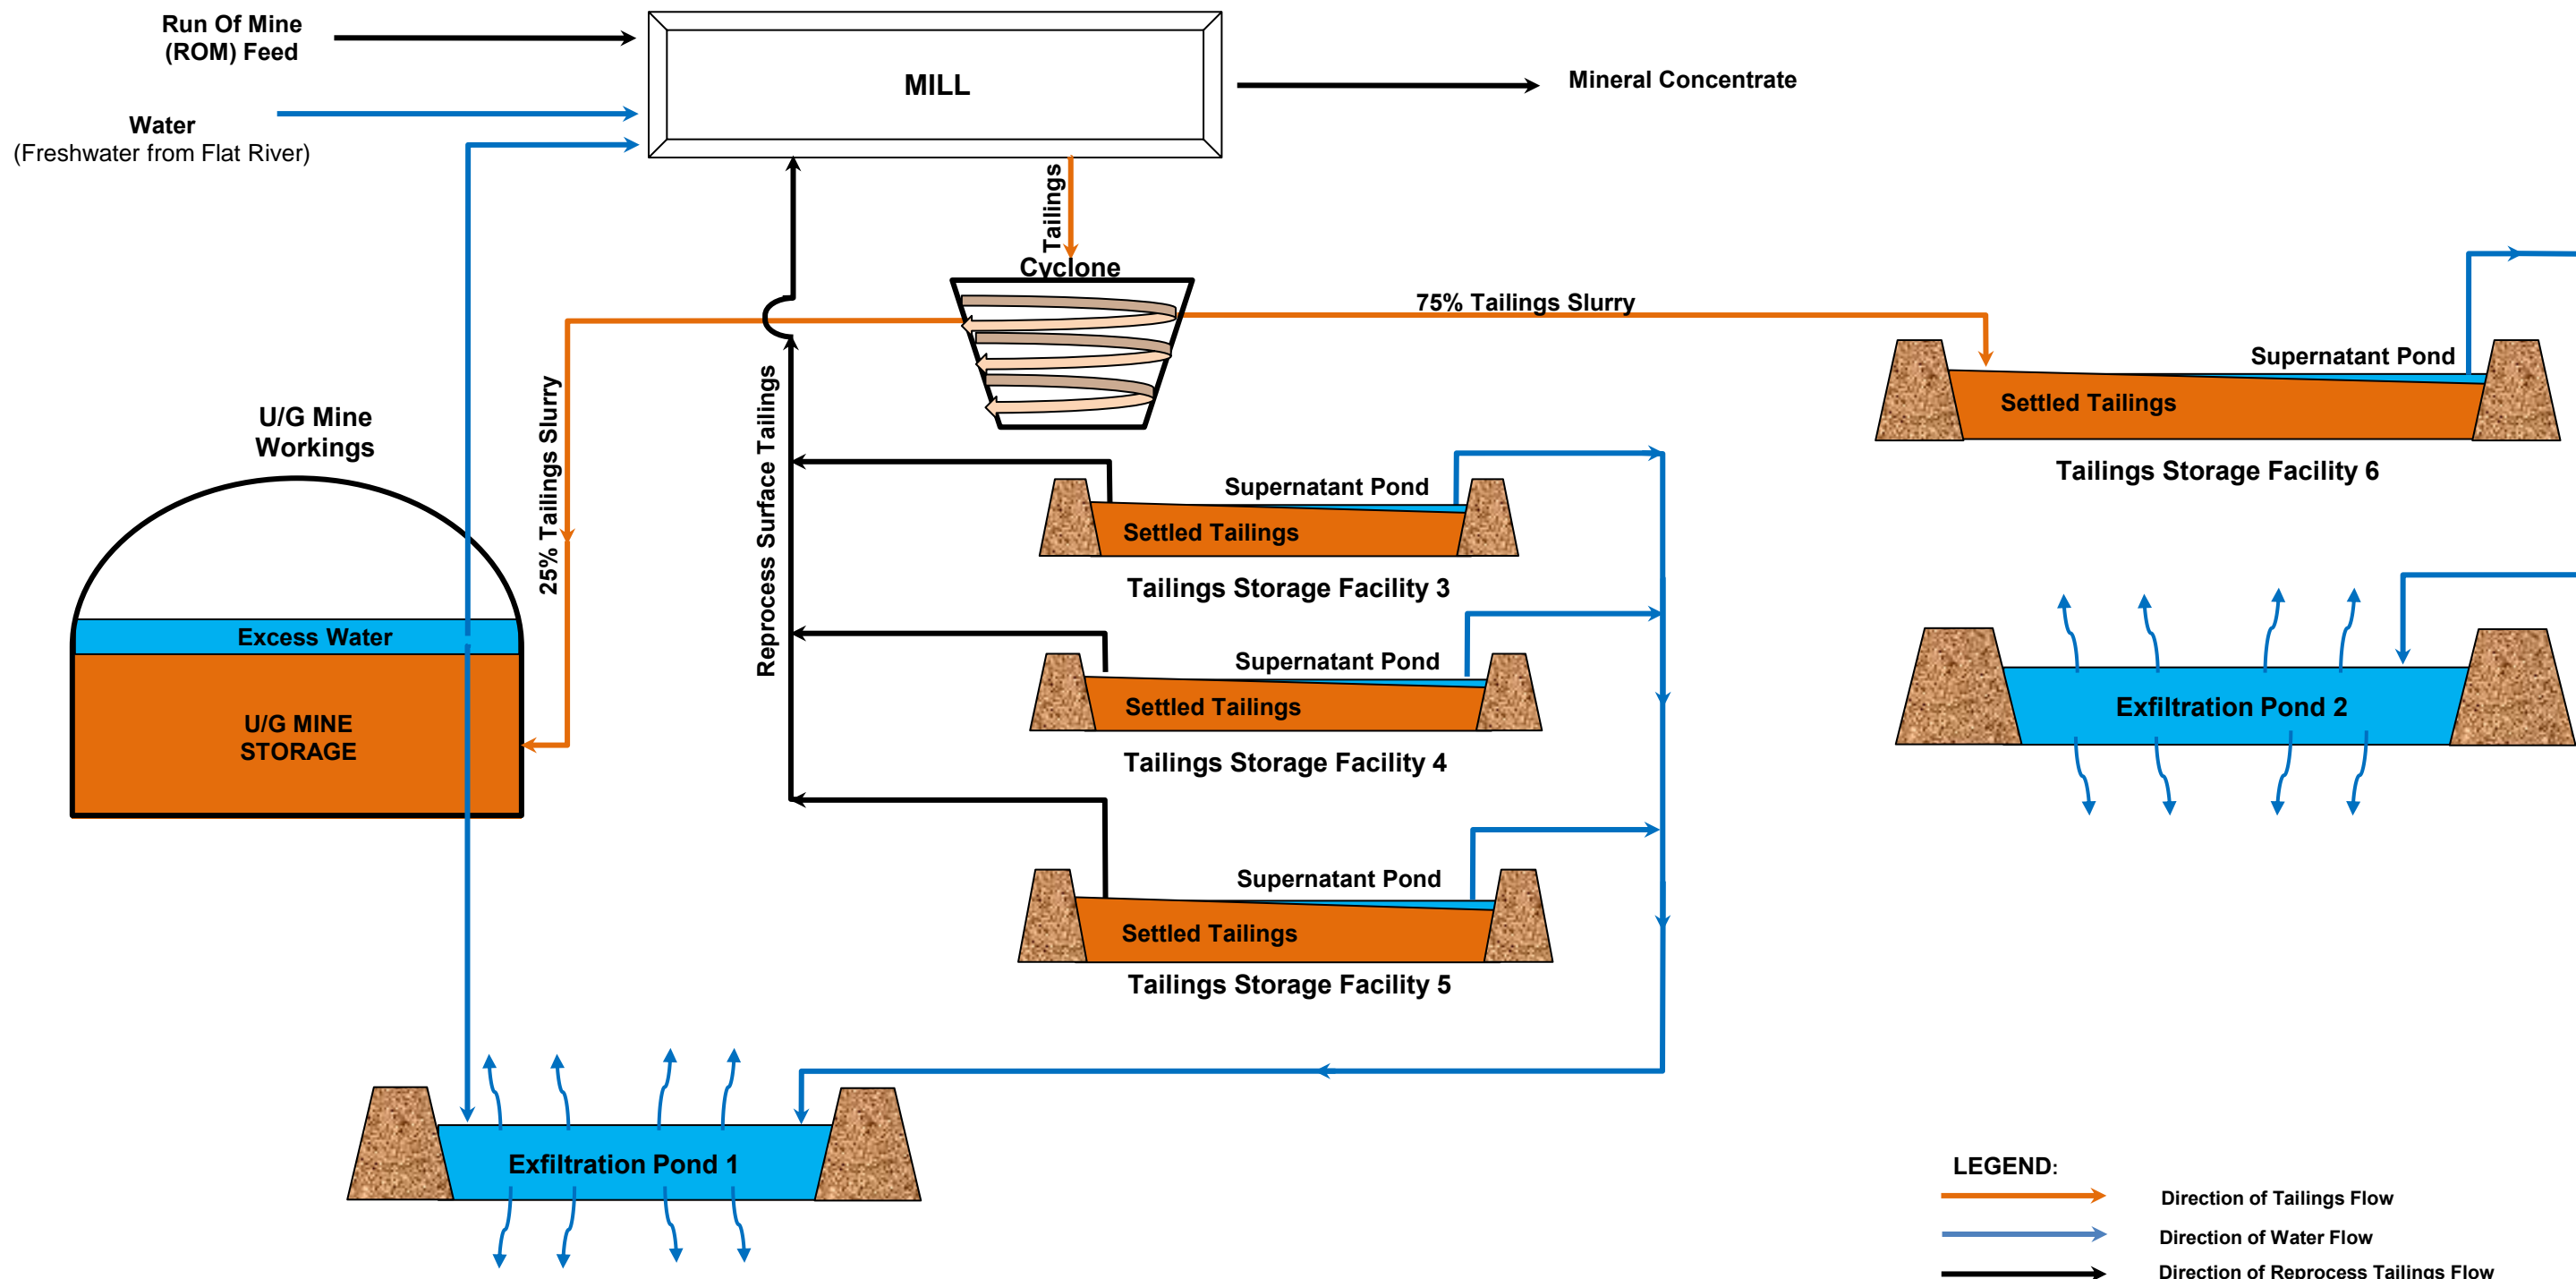 Run Of Mine
(ROM) Feed
MILL
Mineral Concentrate
Water
(Freshwater from Flat River)
Tailings
Cyclone
75% Tailings Slurry
Supernatant Pond
Settled Tailings
Tailings Storage Facility 6
U/G Mine
Workings
25% Tailings Slurry
Reprocess Surface Tailings
Supernatant Pond
Settled Tailings
Tailings Storage Facility 3
Excess Water
U/G MINE
STORAGE
Supernatant Pond
Settled Tailings
Tailings Storage Facility 4
Exfiltration Pond 2
Supernatant Pond
Settled Tailings
Tailings Storage Facility 5
Exfiltration Pond 1
LEGEND:
Direction of Tailings Flow
Direction of Water Flow
Direction of Reprocess Tailings Flow